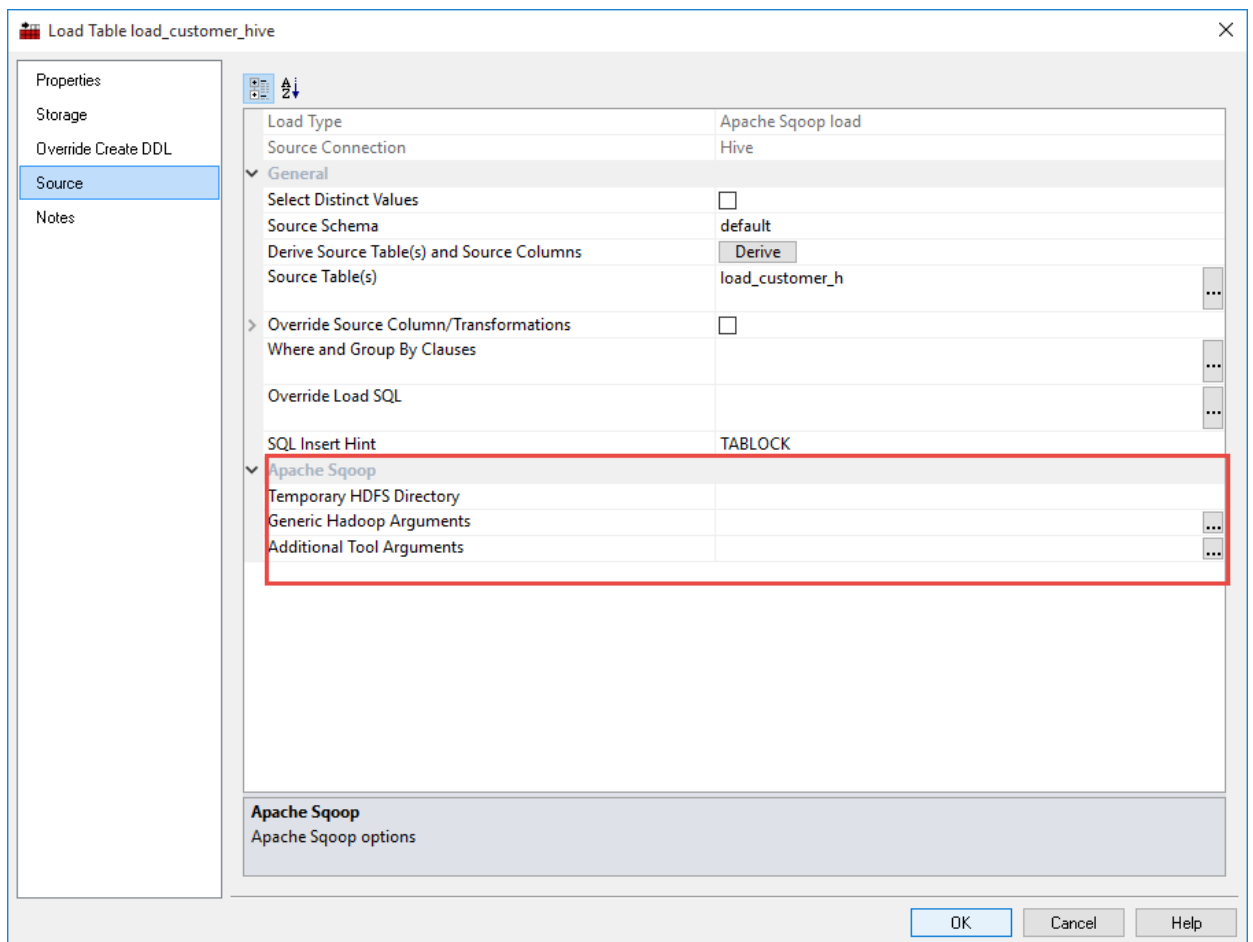 Load Table load_customer_hive
Properties
Storage
Override Create DDL
Source
Notes
Load Type Apache Sqoop load
Source Connection Hive
General
Select Distinct Values
Source Schema default
Derive Source Table(s) and Source Columns Derive
Source Table(s) load_customer_h
...
Override Source Column/Transformations
Where and Group By Clauses
...
Override Load SQL
...
SQL Insert Hint TABLOCK
Apache Sqoop
Temporary HDFS Directory
Generic Hadoop Arguments ...
Additional Tool Arguments ...
Apache Sqoop
Apache Sqoop options
OK Cancel Help